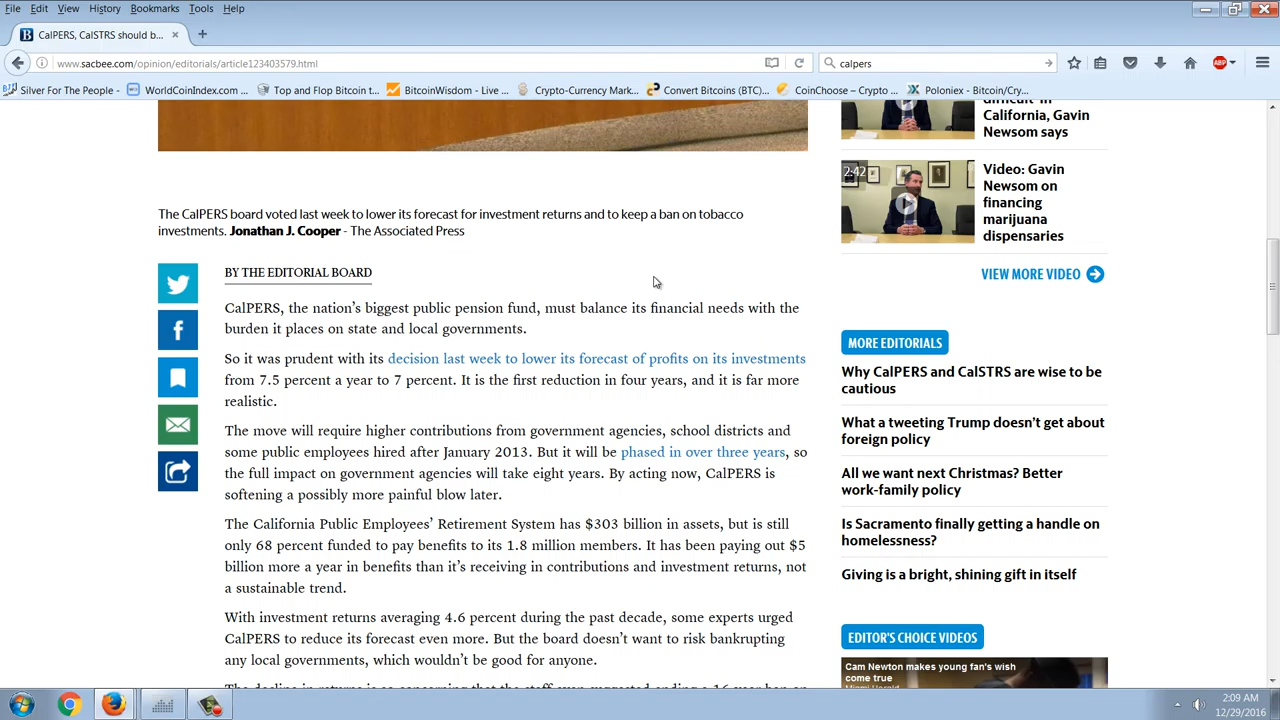 File Edit View History Bookmarks Tools Help
CalPERS, CalSTRS should b...
www.sacbee.com/opinion/editorials/article123403579.html
calpers
ABP
Silver For The People - ...
WorldCoinIndex.com ...
Top and Flop Bitcoin t...
BitcoinWisdom - Live ...
Crypto-Currency Mark...
Convert Bitcoins (BTC)...
CoinChoose – Crypto ...
Poloniex - Bitcoin/Cry...
difficult' in
California, Gavin
Newsom says
2:42
Video: Gavin
Newsom on
financing
marijuana
dispensaries
VIEW MORE VIDEO
The CalPERS board voted last week to lower its forecast for investment returns and to keep a ban on tobacco
investments. Jonathan J. Cooper - The Associated Press
BY THE EDITORIAL BOARD
CalPERS, the nation's biggest public pension fund, must balance its financial needs with the
burden it places on state and local governments.
So it was prudent with its decision last week to lower its forecast of profits on its investments
from 7.5 percent a year to 7 percent. It is the first reduction in four years, and it is far more
realistic.
The move will require higher contributions from government agencies, school districts and
some public employees hired after January 2013. But it will be phased in over three years, so
the full impact on government agencies will take eight years. By acting now, CalPERS is
softening a possibly more painful blow later.
The California Public Employees' Retirement System has $303 billion in assets, but is still
only 68 percent funded to pay benefits to its 1.8 million members. It has been paying out $5
billion more a year in benefits than it's receiving in contributions and investment returns, not
a sustainable trend.
With investment returns averaging 4.6 percent during the past decade, some experts urged
CalPERS to reduce its forecast even more. But the board doesn't want to risk bankrupting
any local governments, which wouldn't be good for anyone.
MORE EDITORIALS
Why CalPERS and CalSTRS are wise to be
cautious
What a tweeting Trump doesn't get about
foreign policy
All we want next Christmas? Better
work-family policy
Is Sacramento finally getting a handle on
homelessness?
Giving is a bright, shining gift in itself
EDITOR'S CHOICE VIDEOS
Cam Newton makes young fan's wish
come true
Miami Herald
2:09 AM
12/29/2016